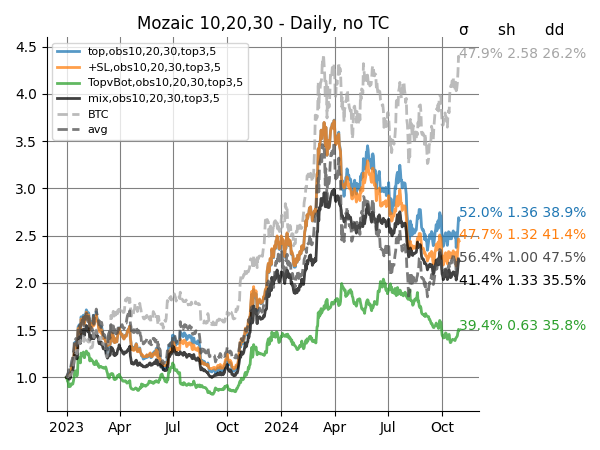 Mozaic 10,20,30 - Daily, no TC
σ sh dd
top,obs10,20,30,top3,5
+SL,obs10,20,30,top3,5
TopvBot,obs10,20,30,top3,5
mix,obs10,20,30,top3,5
BTC
avg
47.9% 2.58 26.2%
52.0% 1.36 38.9%
47.7% 1.32 41.4%
56.4% 1.00 47.5%
41.4% 1.33 35.5%
39.4% 0.63 35.8%
4.5
4.0
3.5
3.0
2.5
2.0
1.5
1.0
2023 Apr Jul Oct 2024 Apr Jul Oct